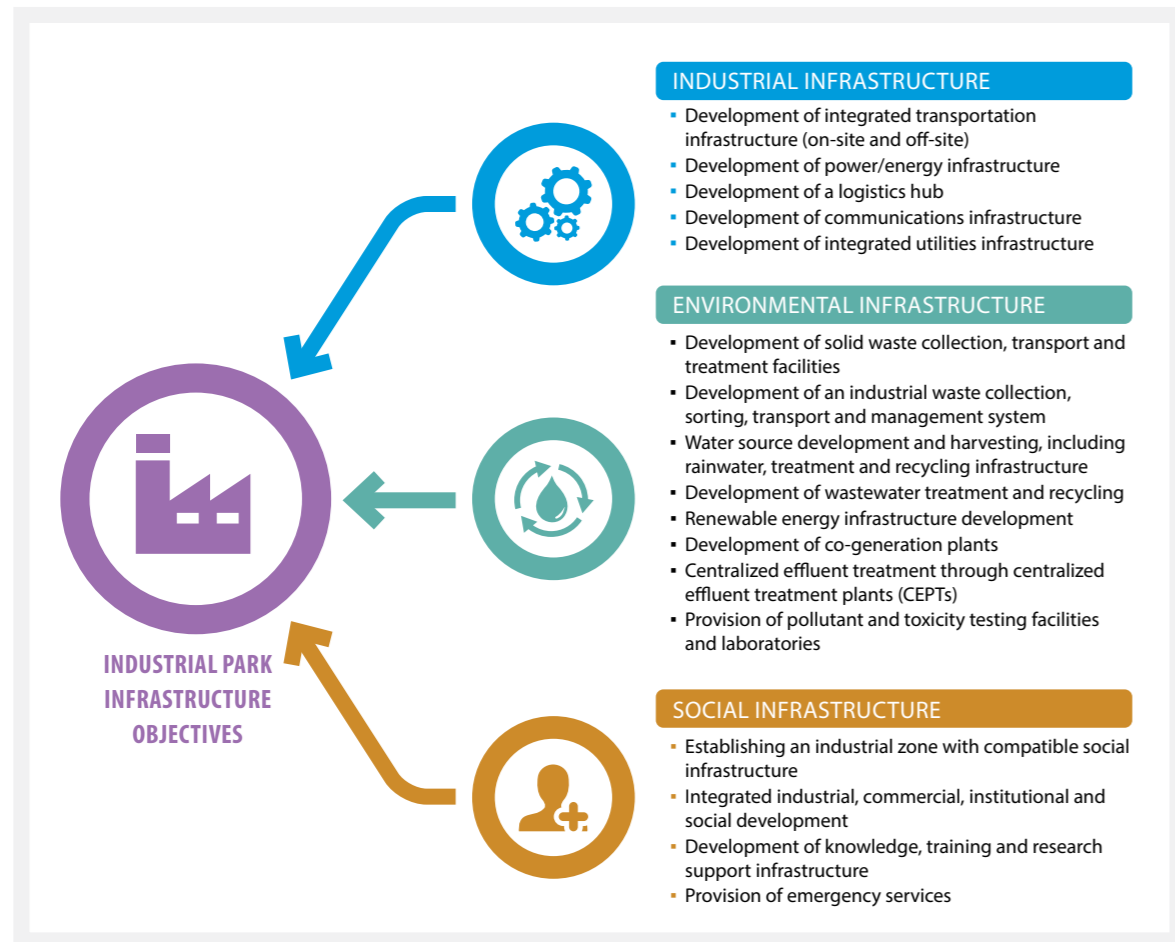 INDUSTRIAL INFRASTRUCTURE
▪ Development of integrated transportation
infrastructure (on-site and off-site)
▪ Development of power/energy infrastructure
▪ Development of a logistics hub
▪ Development of communications infrastructure
▪ Development of integrated utilities infrastructure
ENVIRONMENTAL INFRASTRUCTURE
▪ Development of solid waste collection, transport and
treatment facilities
▪ Development of an industrial waste collection,
sorting, transport and management system
▪ Water source development and harvesting, including
rainwater, treatment and recycling infrastructure
▪ Development of wastewater treatment and recycling
▪ Renewable energy infrastructure development
▪ Development of co-generation plants
▪ Centralized effluent treatment through centralized
effluent treatment plants (CEPTs)
▪ Provision of pollutant and toxicity testing facilities
and laboratories
INDUSTRIAL PARK
INFRASTRUCTURE
OBJECTIVES
SOCIAL INFRASTRUCTURE
▪ Establishing an industrial zone with compatible social
infrastructure
▪ Integrated industrial, commercial, institutional and
social development
▪ Development of knowledge, training and research
support infrastructure
▪ Provision of emergency services